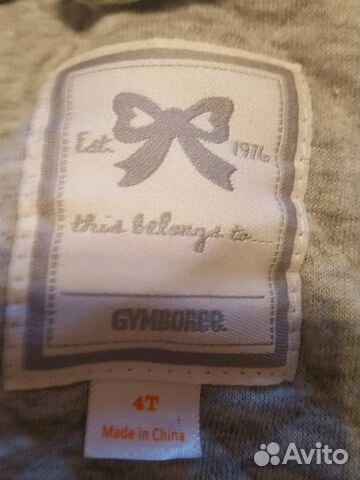 Est. 1976
this belongs to...
GYMBOREE.
4T
Made in China
Avito